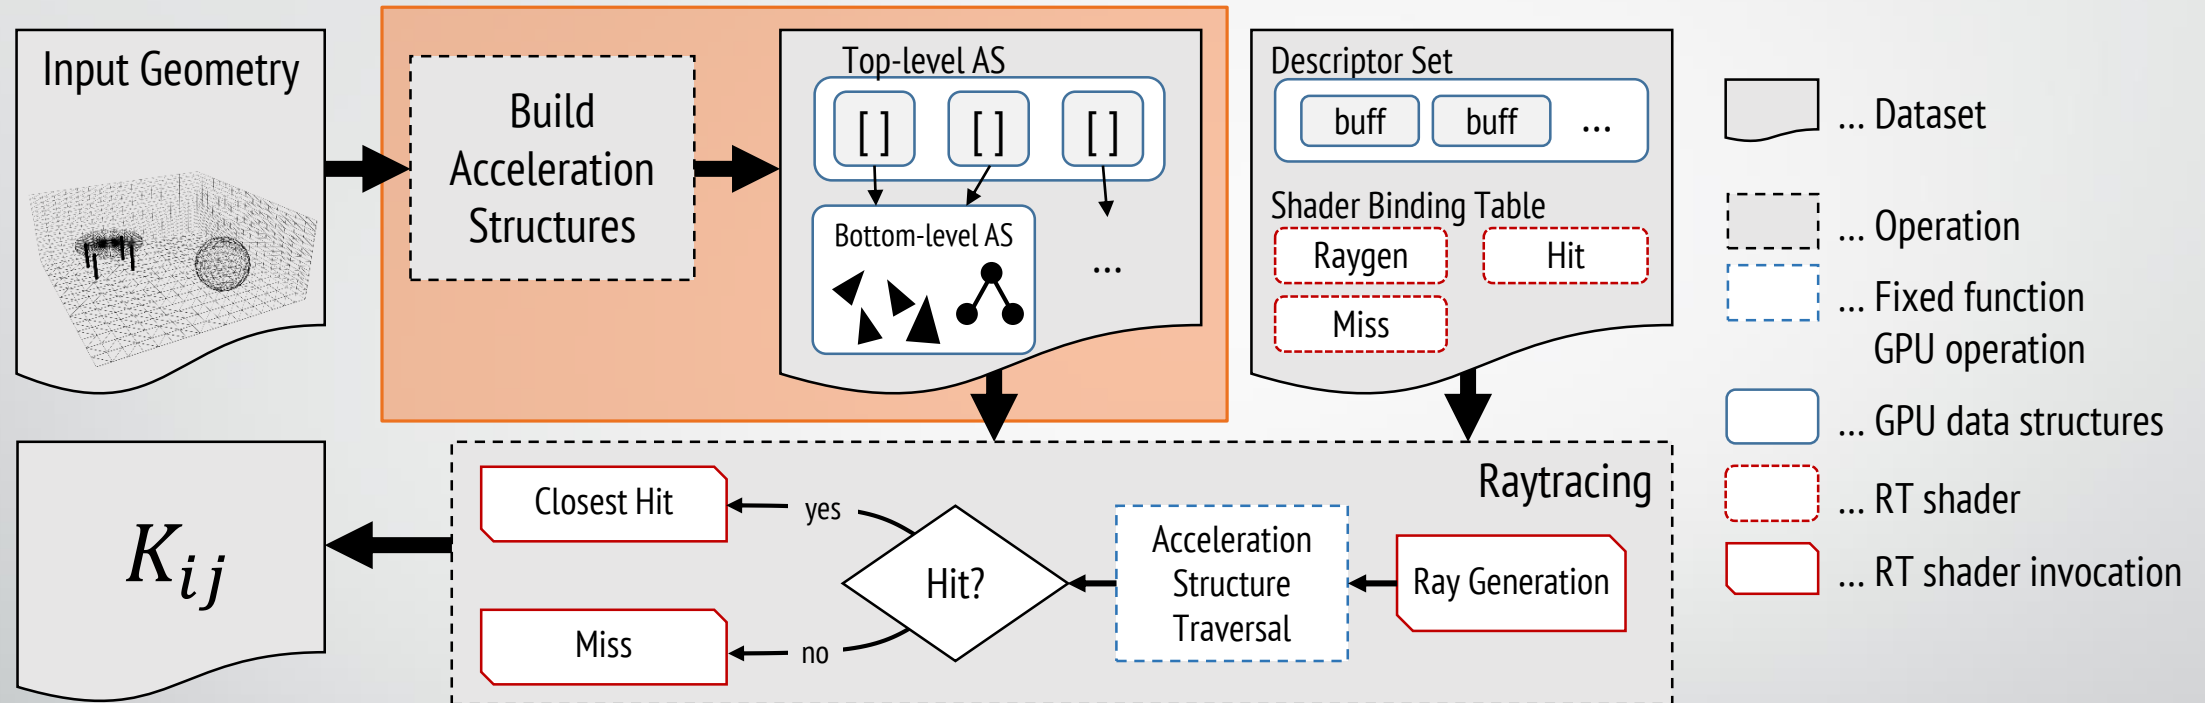 Input Geometry
Build
Acceleration
Structures
Top-level AS
[ ] [ ] [ ]
Bottom-level AS
...
Descriptor Set
buff buff ...
Shader Binding Table
Raygen Hit
Miss
... Dataset
... Operation
... Fixed function
GPU operation
... GPU data structures
... RT shader
... RT shader invocation
Raytracing
Ray Generation
Acceleration
Structure
Traversal
Hit?
yes
Closest Hit
no
Miss
K_{ij}